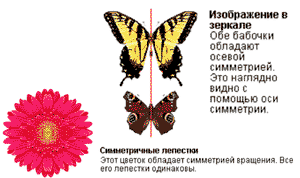 Изображение в
зеркале
Обе бабочки
обладают
осевой
симметрией.
Это наглядно
видно с
помощью оси
симметрии.
Симметричные лепестки
Этот цветок обладает симметрией вращения. Все
его лепестки одинаковы.